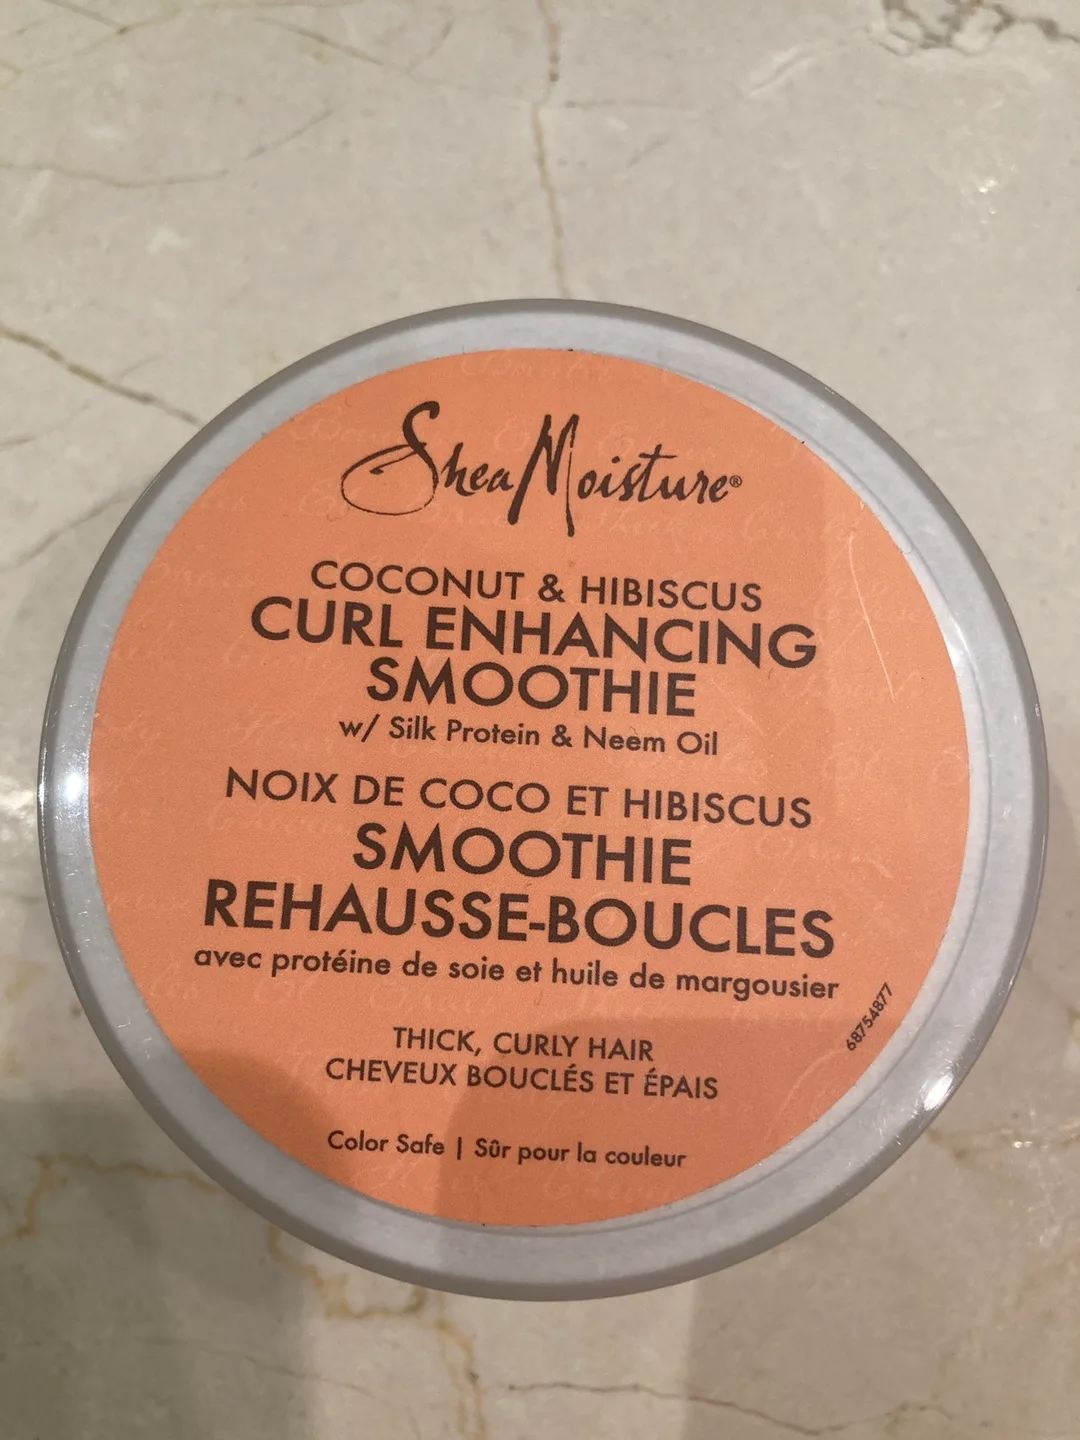 SheaMoisture®
COCONUT & HIBISCUS
CURL ENHANCING
SMOOTHIE
w/ Silk Protein & Neem Oil
NOIX DE COCO ET HIBISCUS
SMOOTHIE
REHAUSSE-BOUCLES
avec protéine de soie et huile de margousier
68754877
THICK, CURLY HAIR
CHEVEUX BOUCLÉS ET ÉPAIS
Color Safe | Sûr pour la couleur